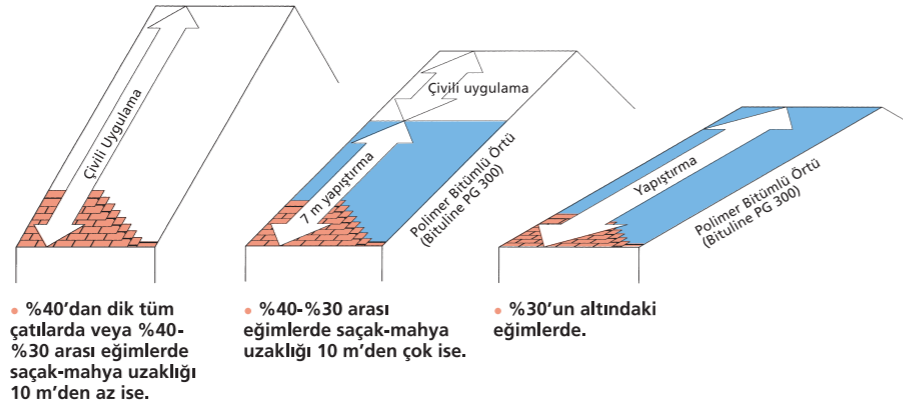 Çivili Uygulama
• %40'dan dik tüm
çatılarda veya %40-
%30 arası eğimlerde
saçak-mahya uzaklığı
10 m'den az ise.
Çivili uygulama
7 m yapıştırma
Polimer Bitümlü Örtü
(Bituline PG 300)
• %40-%30 arası
eğimlerde saçak-mahya
uzaklığı 10 m'den çok ise.
Yapıştırma
Polimer Bitümlü Örtü
(Bituline PG 300)
• %30'un altındaki
eğimlerde.